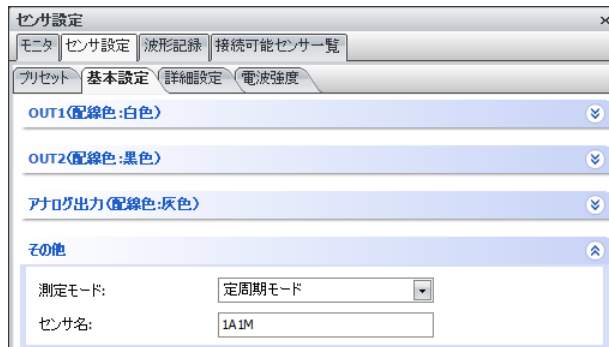 センサ設定
モニタ センサ設定 波形記録 接続可能センサ一覧
プリセット 基本設定 詳細設定 電波強度
OUT1(配線色:白色)
OUT2(配線色:黒色)
アナログ出力(配線色:灰色)
その他
測定モード: 定周期モード
センサ名: 1A1M